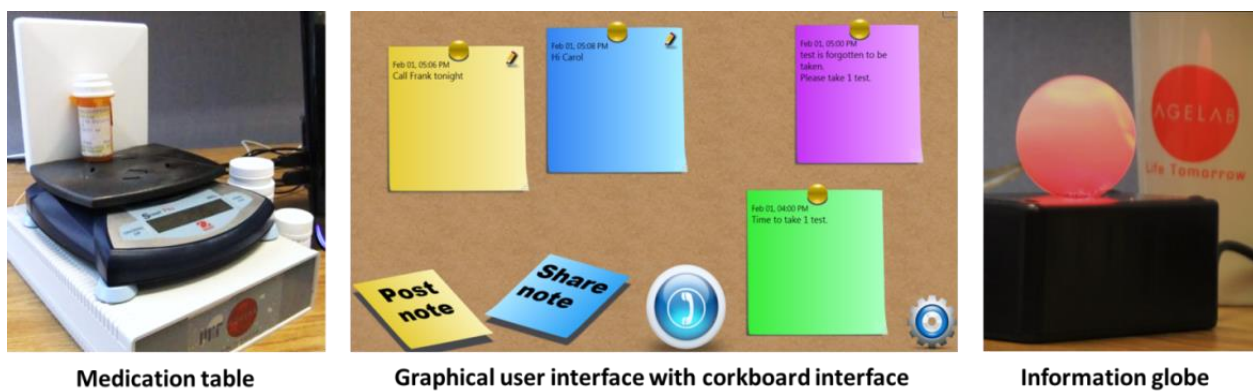 Feb 01, 05:06 PM
Call Frank tonight
Feb 01, 05:08 PM
Hi Carol
Feb 01, 05:00 PM
test is forgotten to be
taken.
Please take 1 test.
Feb 01, 04:00 PM
Time to take 1 test.
Post
note
Share
note
AGELAB
Life Tomorrow
Medication table
Graphical user interface with corkboard interface
Information globe